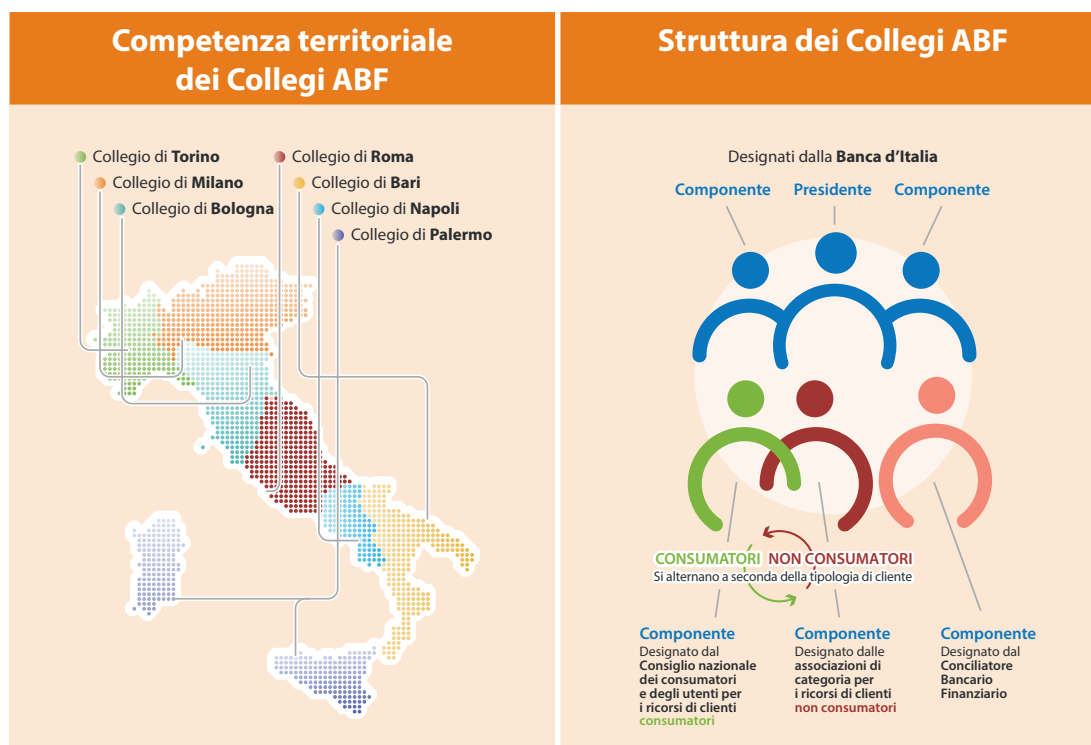 Competenza territoriale
dei Collegi ABF
Collegio di Torino
Collegio di Milano
Collegio di Bologna
Collegio di Roma
Collegio di Bari
Collegio di Napoli
Collegio di Palermo
Struttura dei Collegi ABF
Designati dalla Banca d’Italia
Componente
Presidente
Componente
CONSUMATORI
NON CONSUMATORI
Si alternano a seconda della tipologia di cliente
Componente
Designato dal
Consiglio nazionale
dei consumatori
e degli utenti per
i ricorsi di clienti
consumatori
Componente
Designato dalle
associazioni di
categoria per
i ricorsi di clienti
non consumatori
Componente
Designato dal
Conciliatore
Bancario
Finanziario